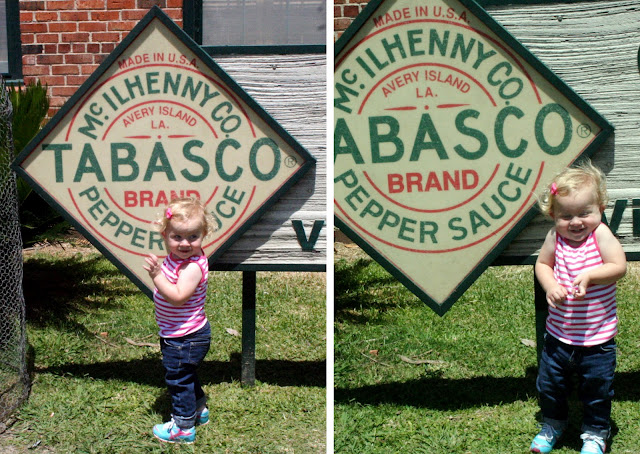 MADE IN U.S.A.
McILHENNY CO.
AVERY ISLAND
LA.
TABASCO®
BRAND
PEPPER SAUCE
V
MADE IN U.S.A.
McILHENNY CO.
AVERY ISLAND
LA.
ABASCO®
BRAND
PEPPER SAUCE